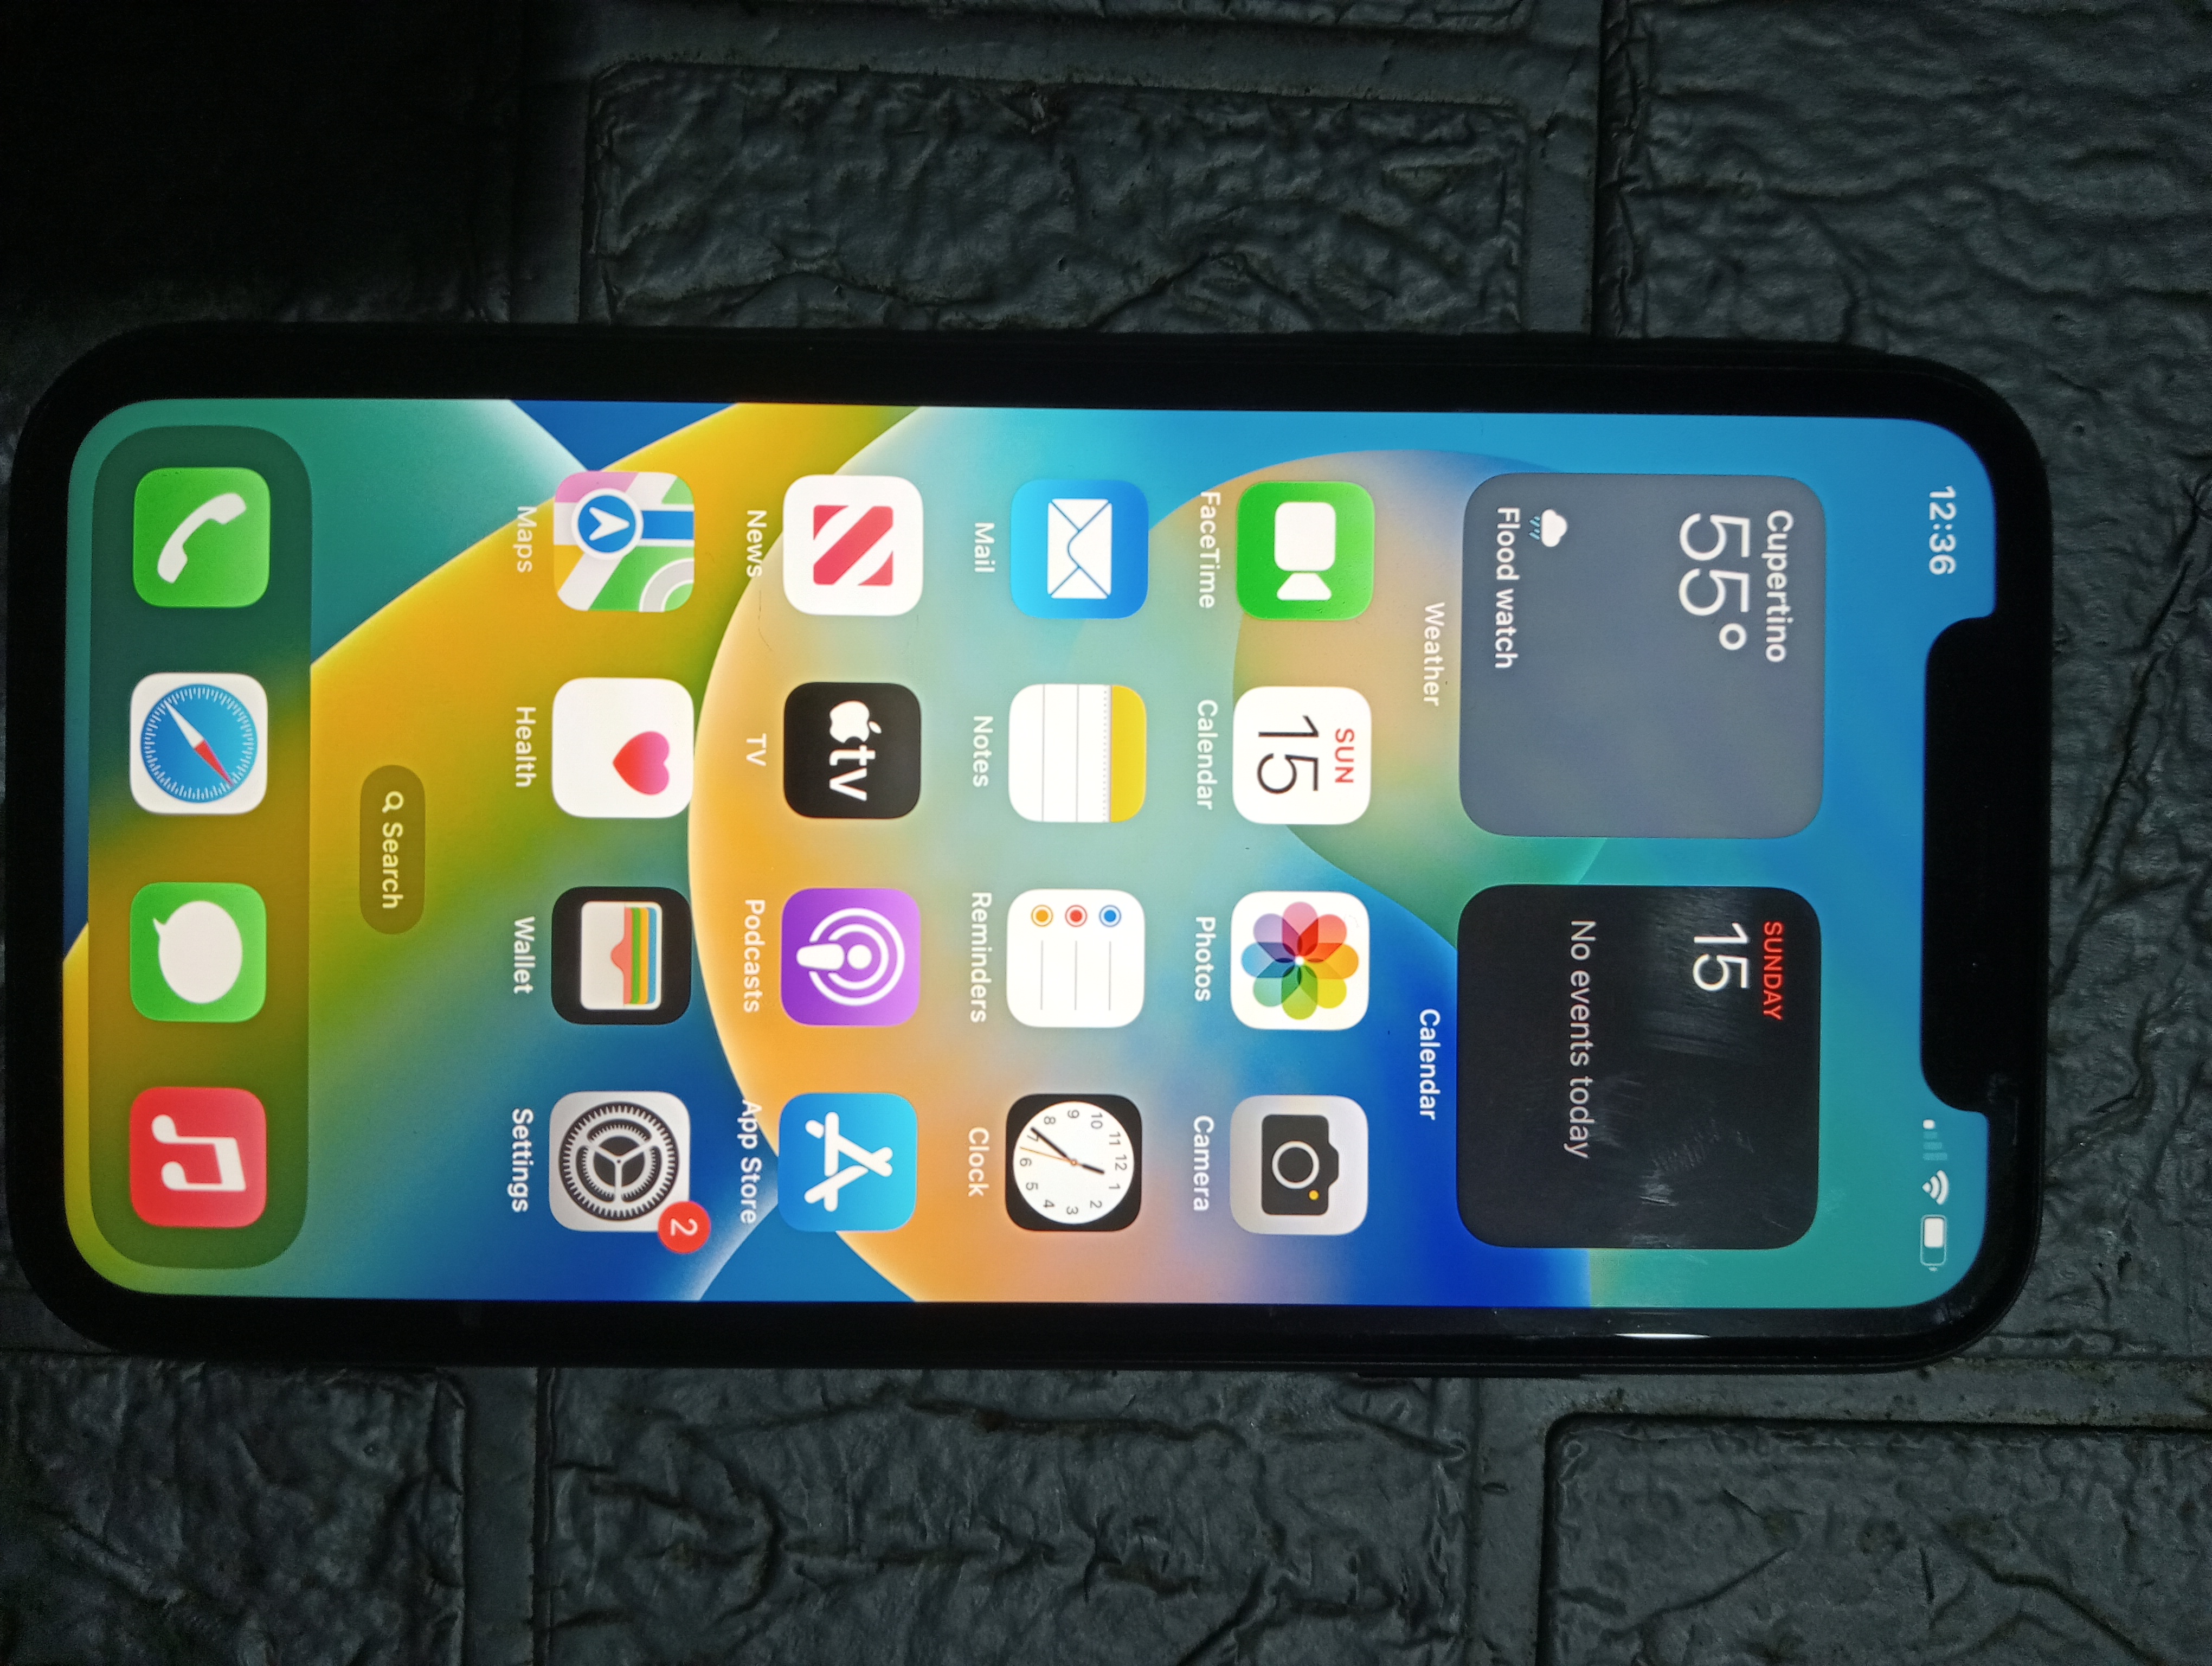 12:36
Cupertino
55°
Flood watch
Weather
SUNDAY
15
No events today
Calendar
FaceTime
SUN
15
Calendar
Photos
Camera
Mail
Notes
Reminders
12
1
2
3
4
5
6
7
8
9
10
11
Clock
News
tv
TV
Podcasts
App Store
Maps
Health
Wallet
2
Settings
Search